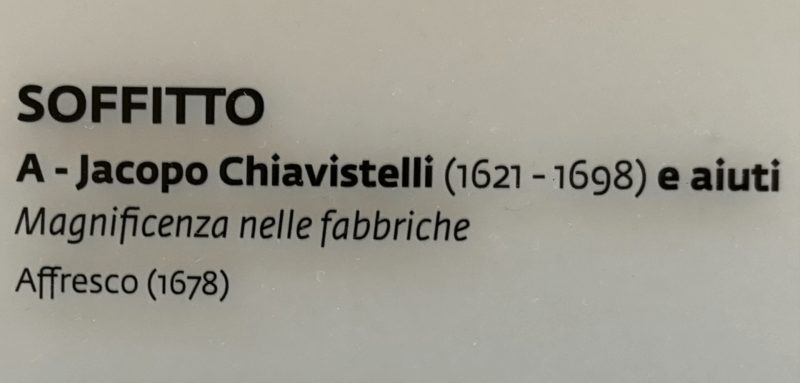 SOFFITTO
A - Jacopo Chiavistelli (1621 - 1698) e aiuti
Magnificenza nelle fabbriche
Affresco (1678)